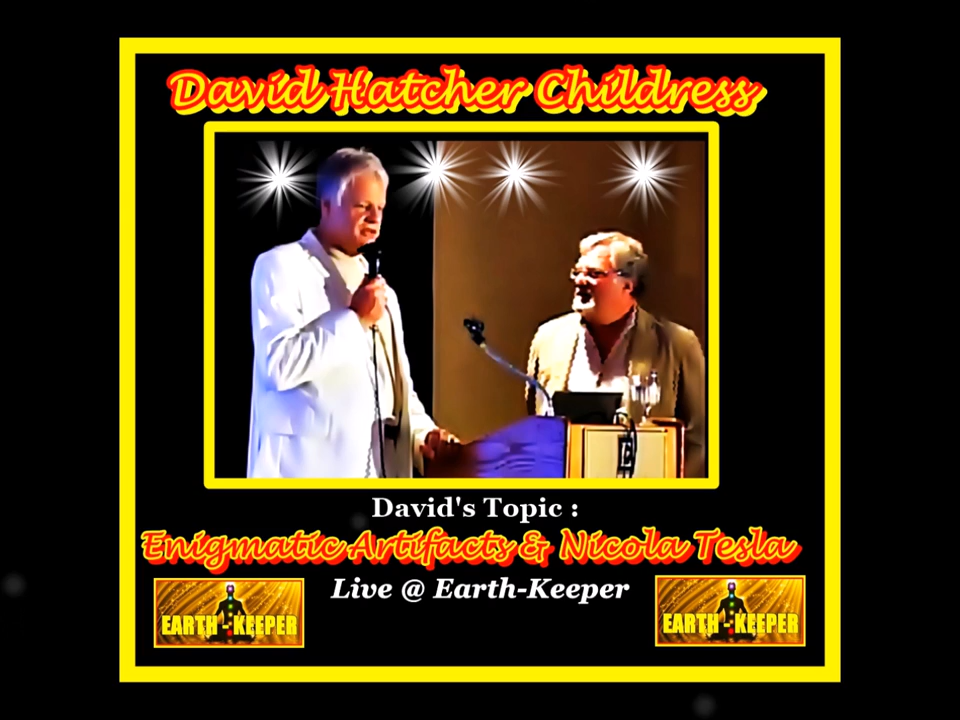 David Hatcher Childress
David's Topic :
Enigmatic Artifacts & Nicola Tesla
Live @ Earth-Keeper
EARTH - KEEPER
EARTH - KEEPER